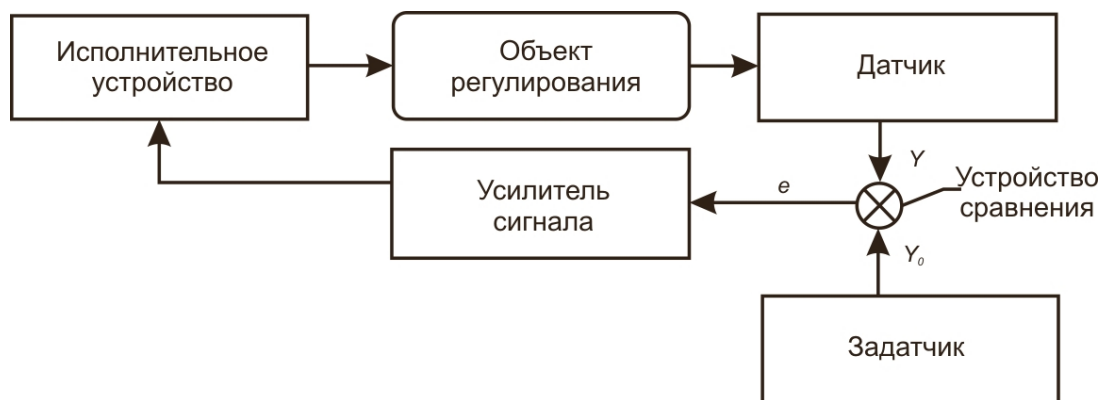 Исполнительное
устройство
Объект
регулирования
Датчик
Y
Устройство
сравнения
e
Усилитель
сигнала
Y₀
Задатчик